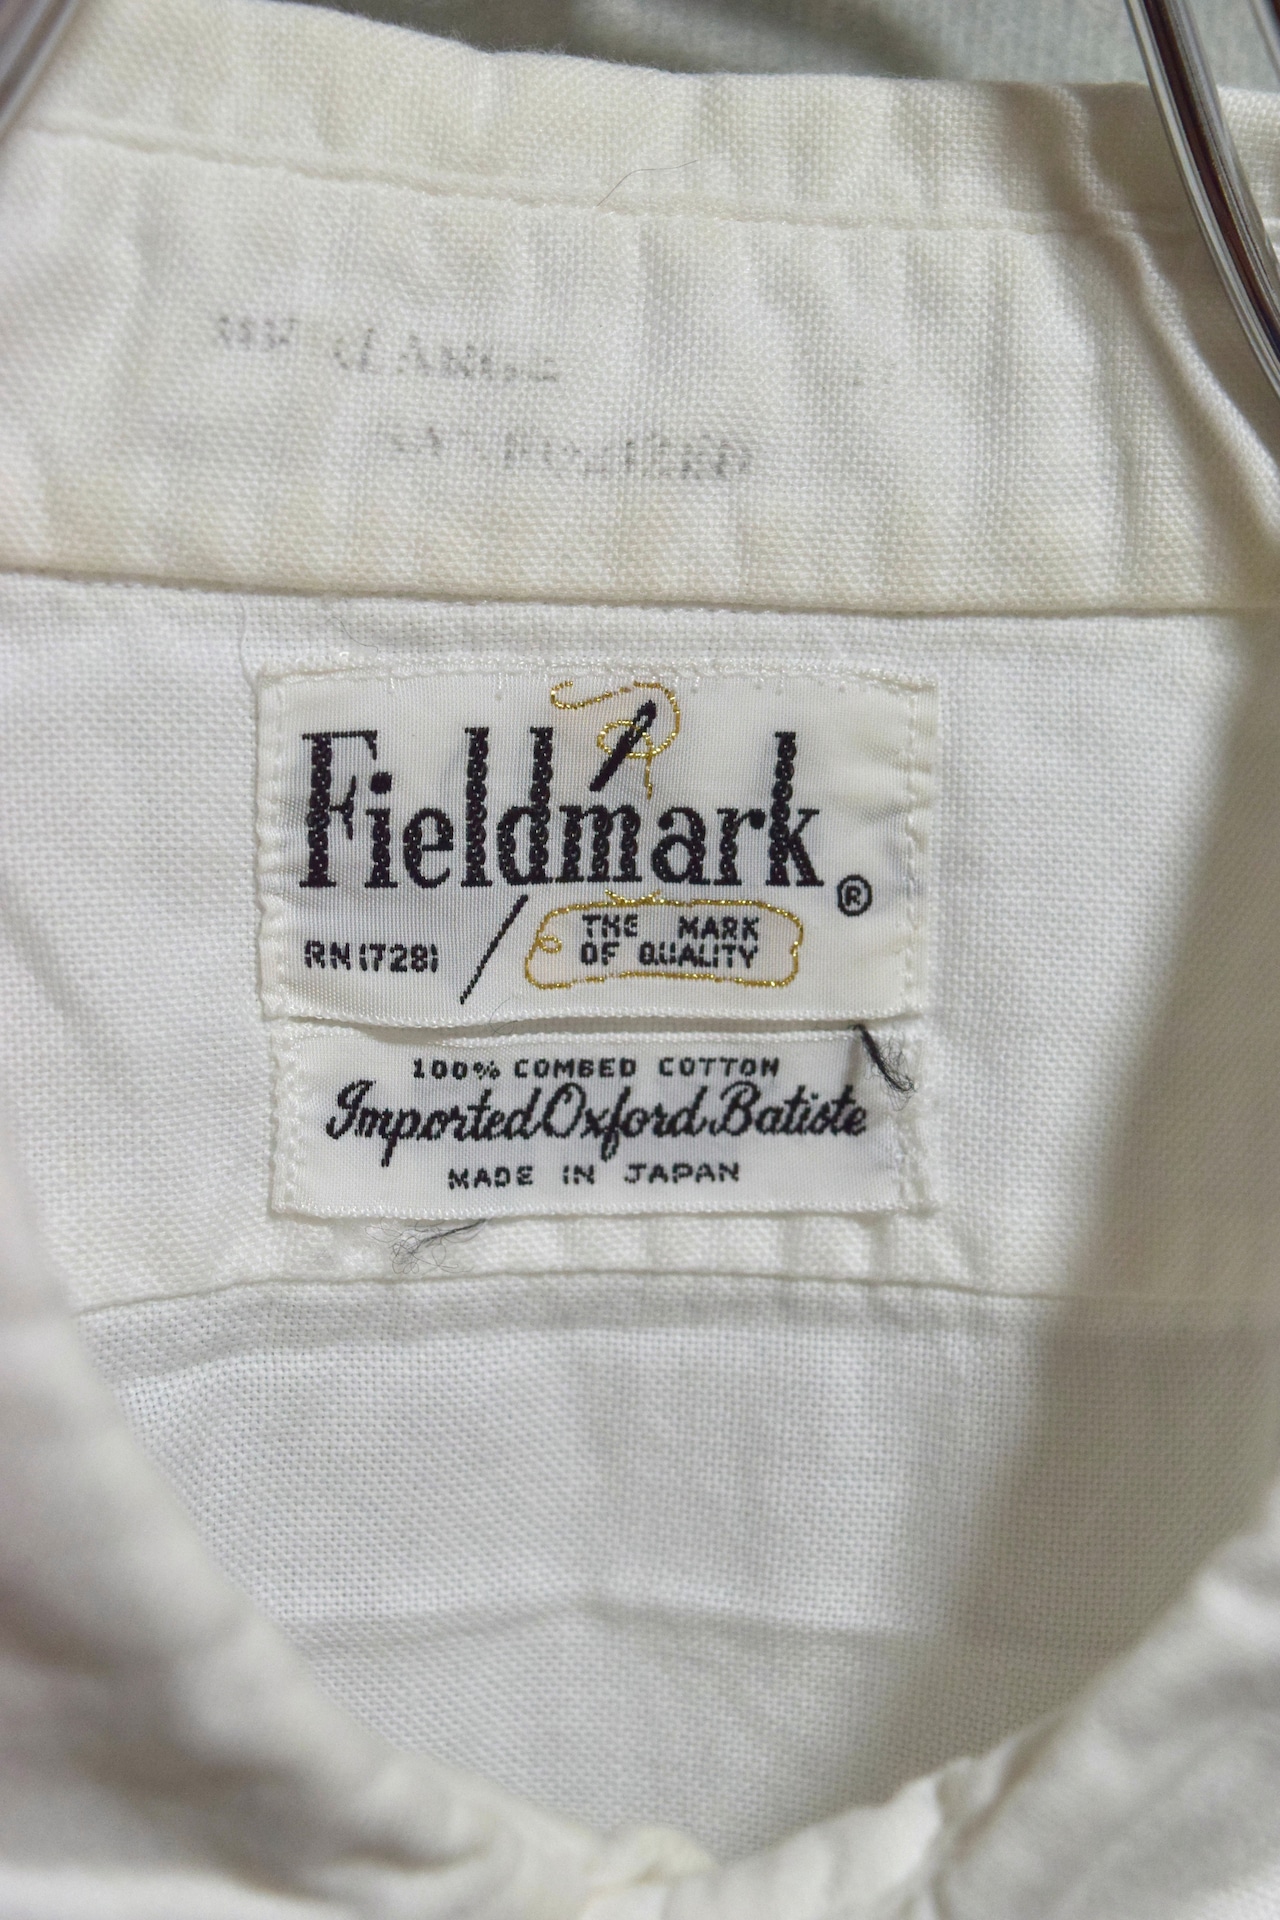 Fieldmark ®
RN 17281
THE MARK
OF QUALITY
100% COMBED COTTON
Imported Oxford Batiste
MADE IN JAPAN